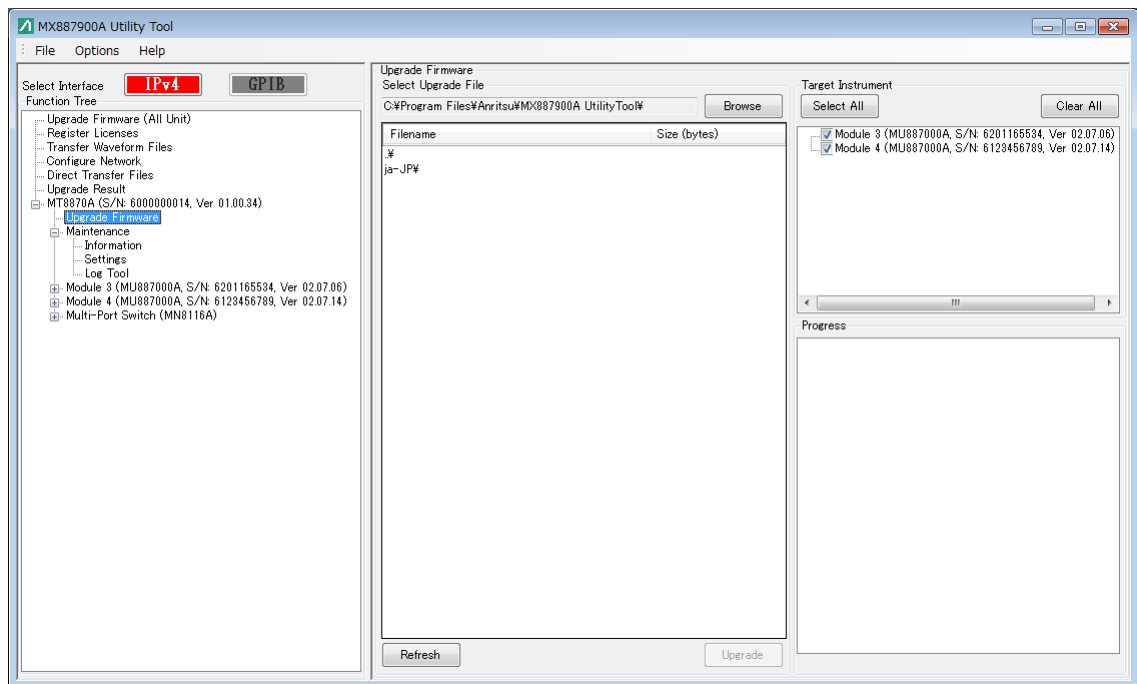 MX887900A Utility Tool
File Options Help
Select Interface IPv4 GPIB
Function Tree
Upgrade Firmware (All Unit)
Register Licenses
Transfer Waveform Files
Configure Network
Direct Transfer Files
Upgrade Result
MT8870A (S/N: 6000000014, Ver 01.00.34)
Upgrade Firmware
Maintenance
Information
Settings
Log Tool
Module 3 (MU887000A, S/N: 6201165534, Ver 02.07.06)
Module 4 (MU887000A, S/N: 6123456789, Ver 02.07.14)
Multi-Port Switch (MN8116A)
Upgrade Firmware
Select Upgrade File
C:¥Program Files¥Anritsu¥MX887900A UtilityTool¥ Browse
Filename Size (bytes)
.¥
ja-JP¥
Refresh Upgrade
Target Instrument
Select All Clear All
Module 3 (MU887000A, S/N: 6201165534, Ver 02.07.06)
Module 4 (MU887000A, S/N: 6123456789, Ver 02.07.14)
Progress